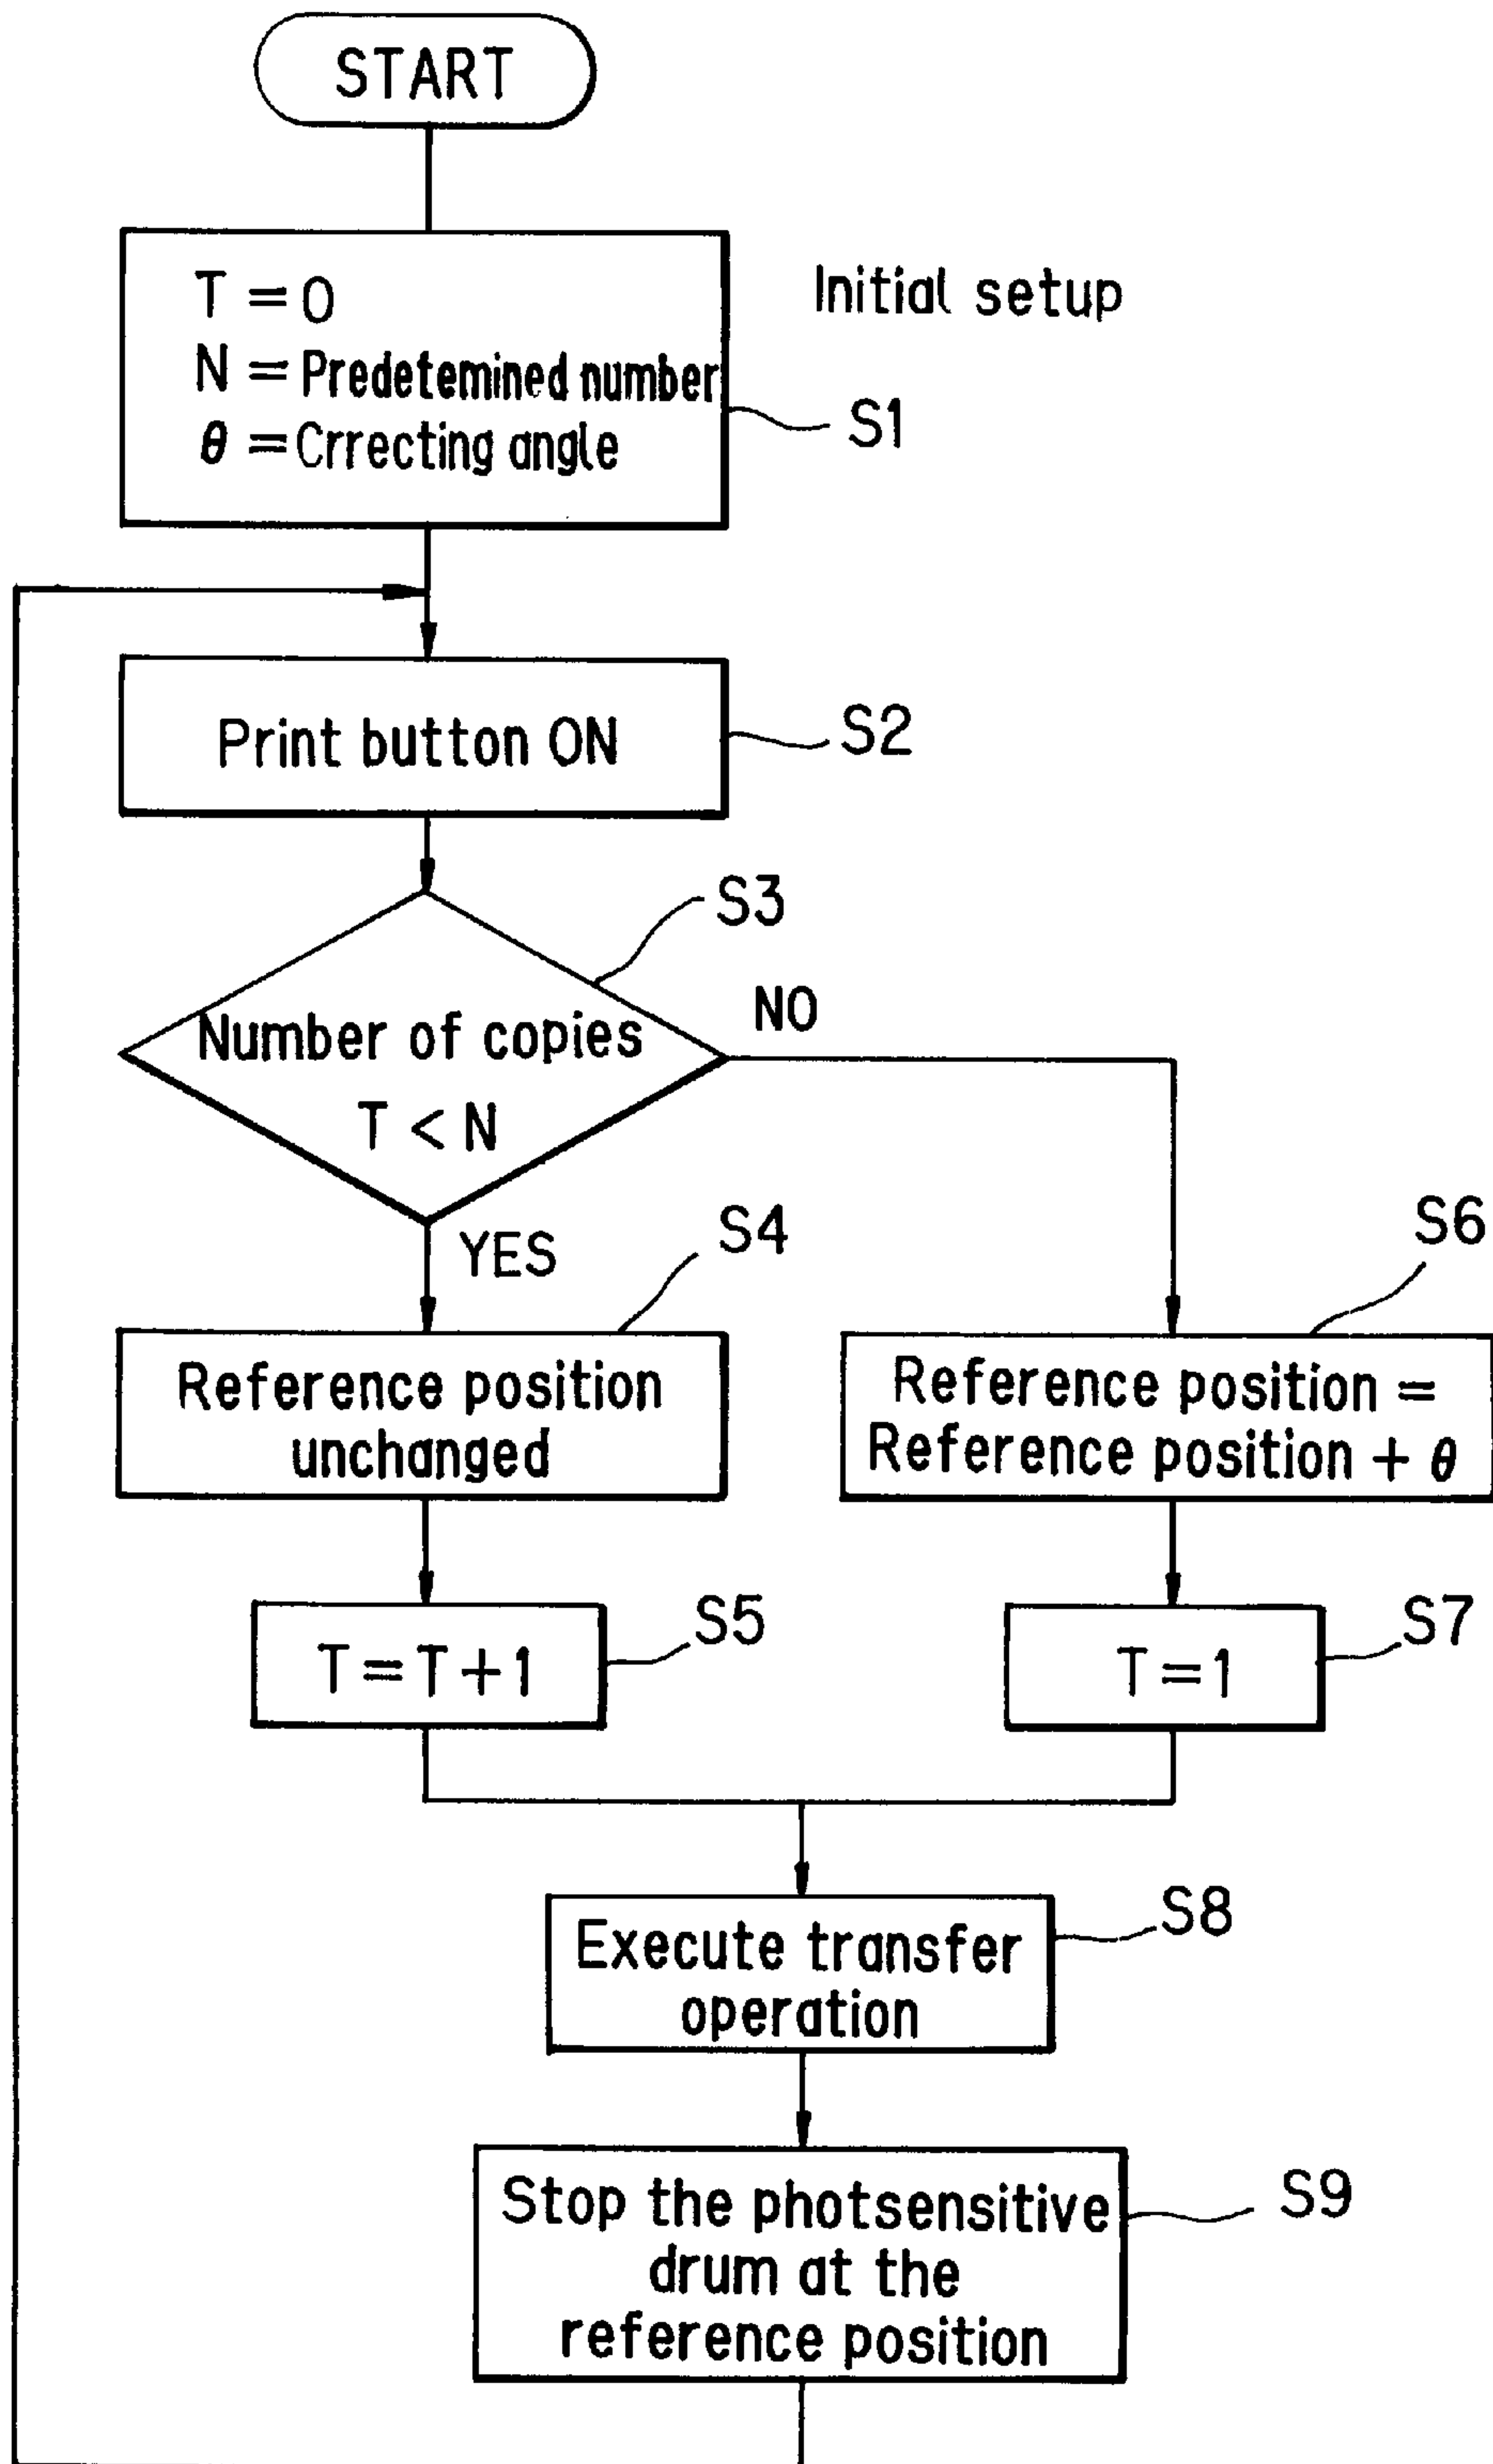 START
T = 0
N = Predetemined number
θ = Crrecting angle
Initial setup
S1
Print button ON
S2
S3
Number of copies
T < N
NO
YES
S4
S6
Reference position
unchanged
Reference position =
Reference position + θ
T = T + 1
S5
T = 1
S7
Execute transfer
operation
S8
Stop the photsensitive
drum at the
reference position
S9